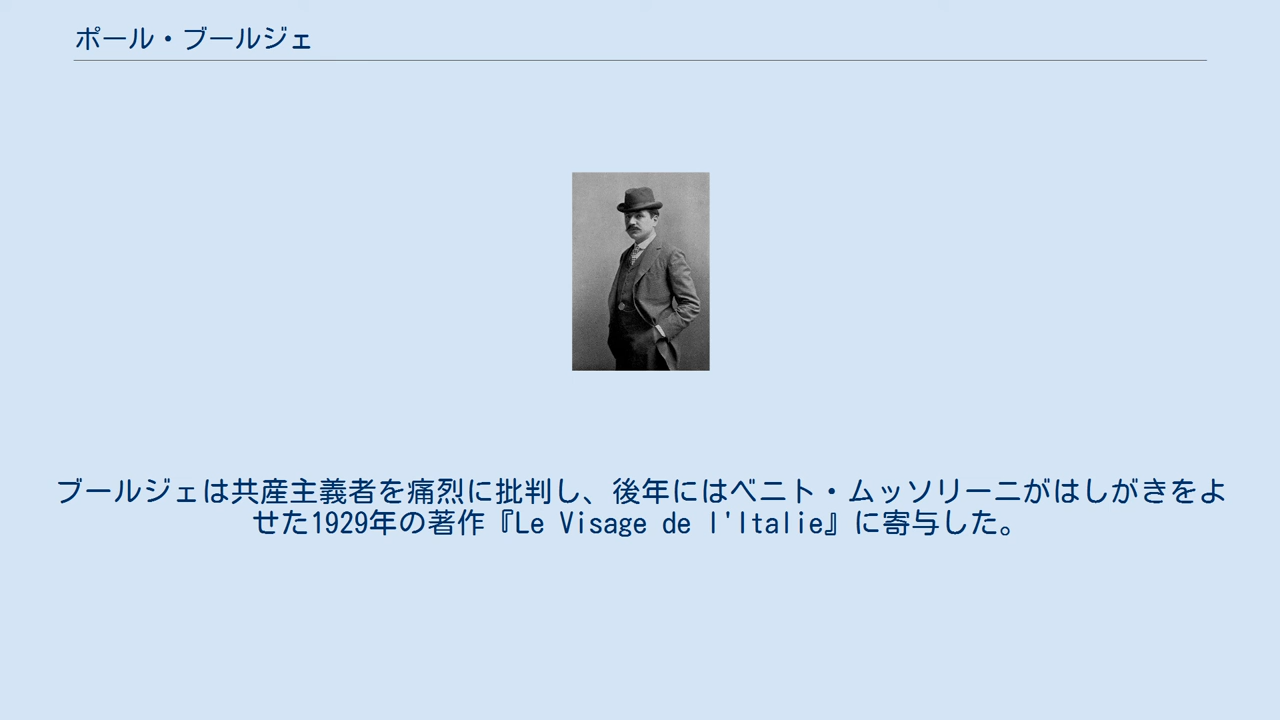 ポール・ブールジェ
ブールジェは共産主義者を痛烈に批判し、後年にはベニト・ムッソリーニがはしがきをよ
せた1929年の著作『Le Visage de l'Italie』に寄与した。